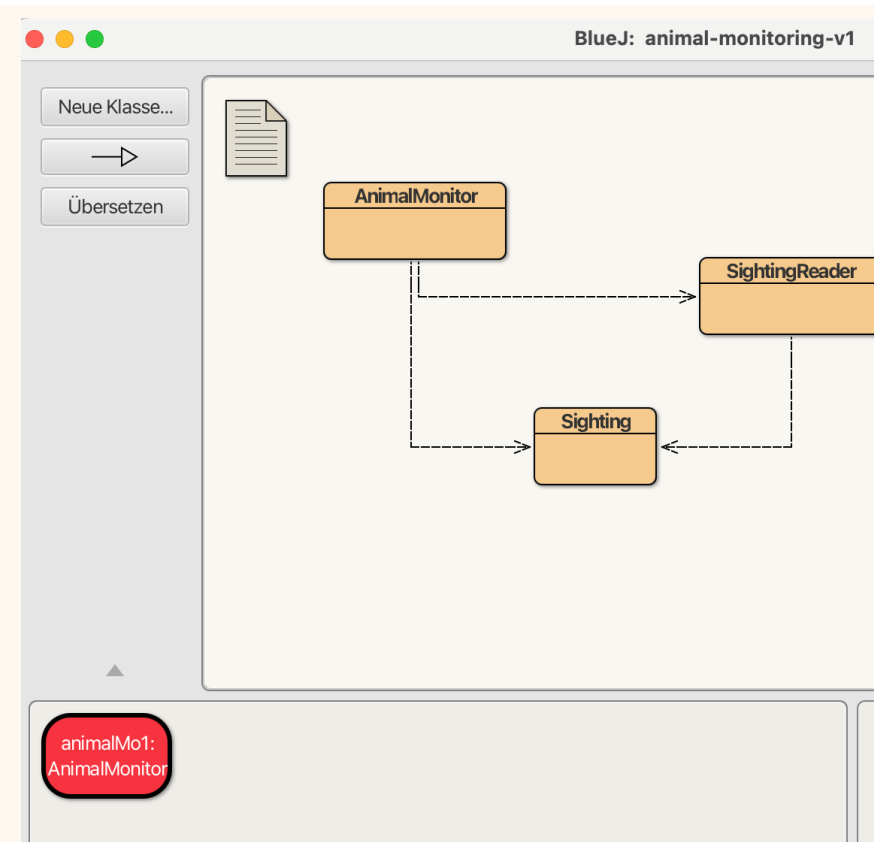 BlueJ: animal-monitoring-v1
Neue Klasse...
Übersetzen
AnimalMonitor
SightingReader
Sighting
animalMo1:
AnimalMonitor